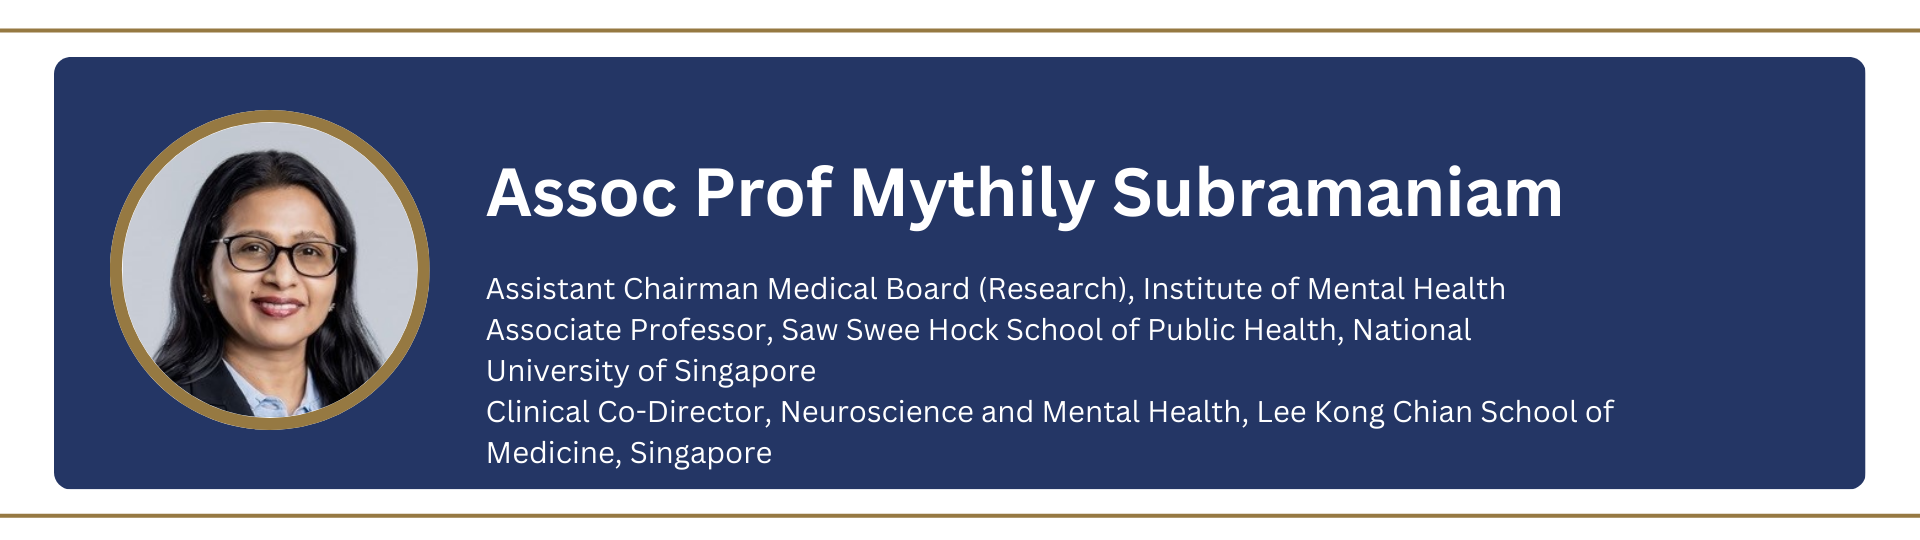 Assoc Prof Mythily Subramaniam
Assistant Chairman Medical Board (Research), Institute of Mental Health
Associate Professor, Saw Swee Hock School of Public Health, National
University of Singapore
Clinical Co-Director, Neuroscience and Mental Health, Lee Kong Chian School of
Medicine, Singapore